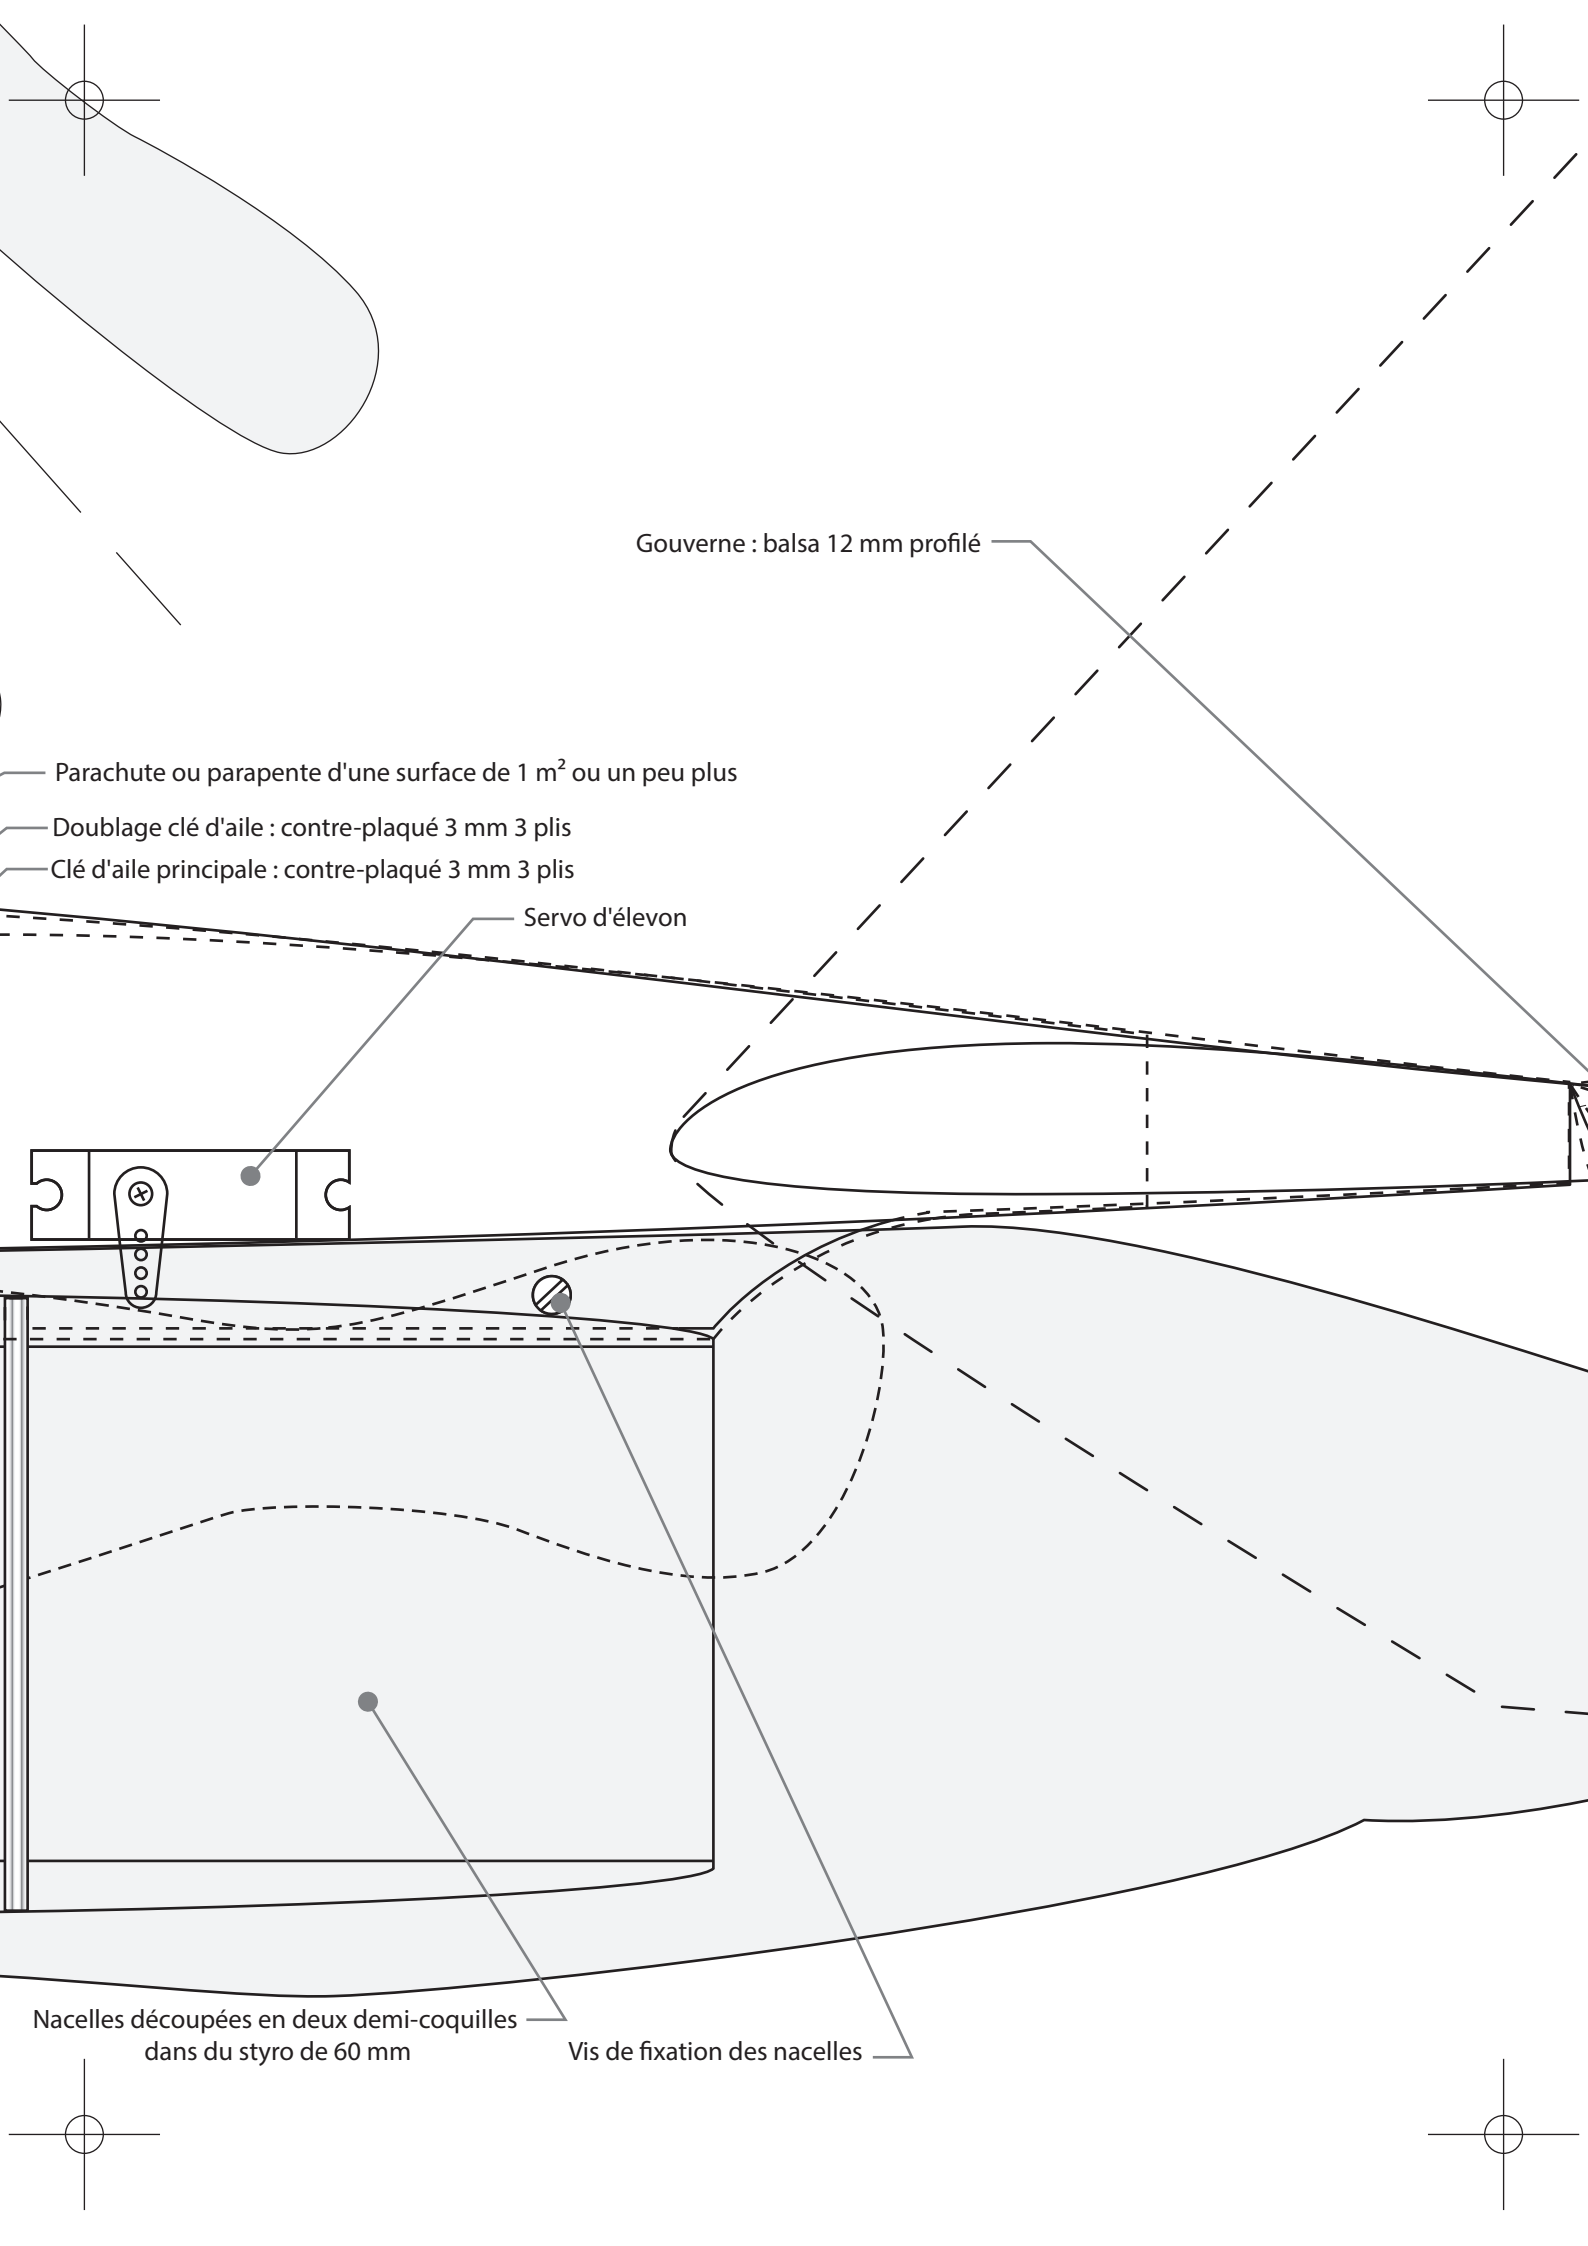 Gouverne : balsa 12 mm profilé
Parachute ou parapente d'une surface de 1 m² ou un peu plus
Doublage clé d'aile : contre-plaqué 3 mm 3 plis
Clé d'aile principale : contre-plaqué 3 mm 3 plis
Servo d'élevon
Nacelles découpées en deux demi-coquilles
dans du styro de 60 mm
Vis de fixation des nacelles